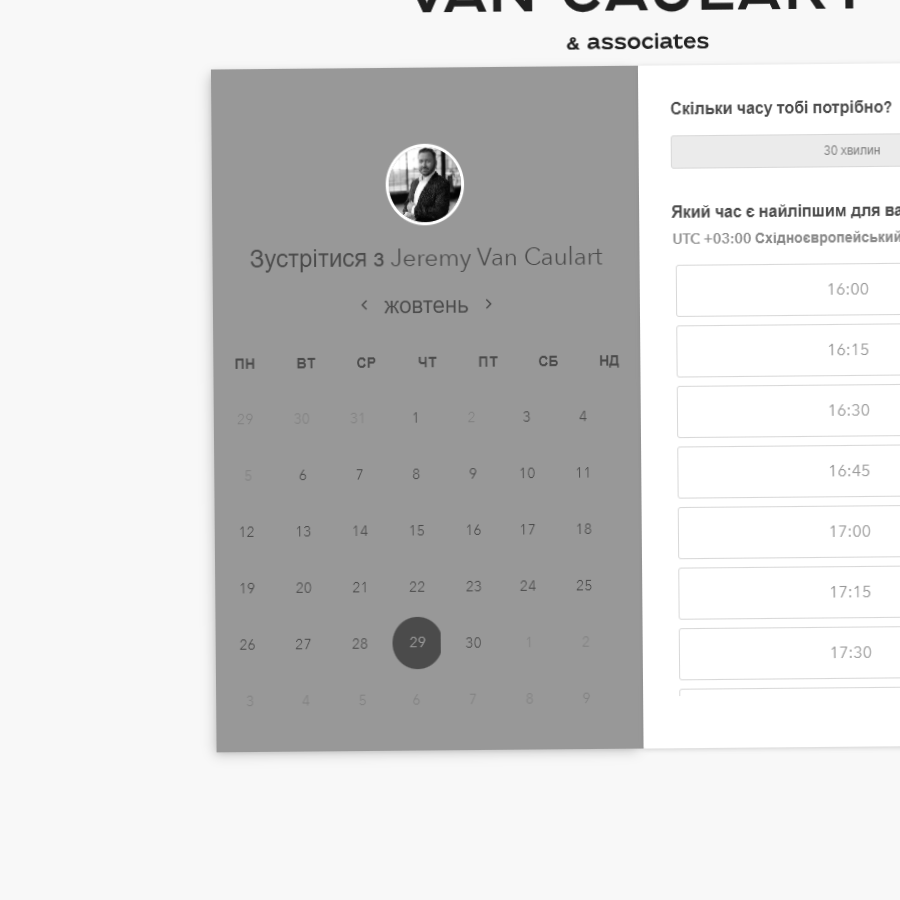 VAN CAULART
& associates
Зустрітися з Jeremy Van Caulart
жовтень
ПН ВТ СР ЧТ ПТ СБ НД
29 30 31 1 2 3 4
5 6 7 8 9 10 11
12 13 14 15 16 17 18
19 20 21 22 23 24 25
26 27 28 29 30 1 2
3 4 5 6 7 8 9
Скільки часу тобі потрібно?
30 хвилин
Який час є найліпшим для
UTC +03:00 Східноєвропейський
16:00
16:15
16:30
16:45
17:00
17:15
17:30